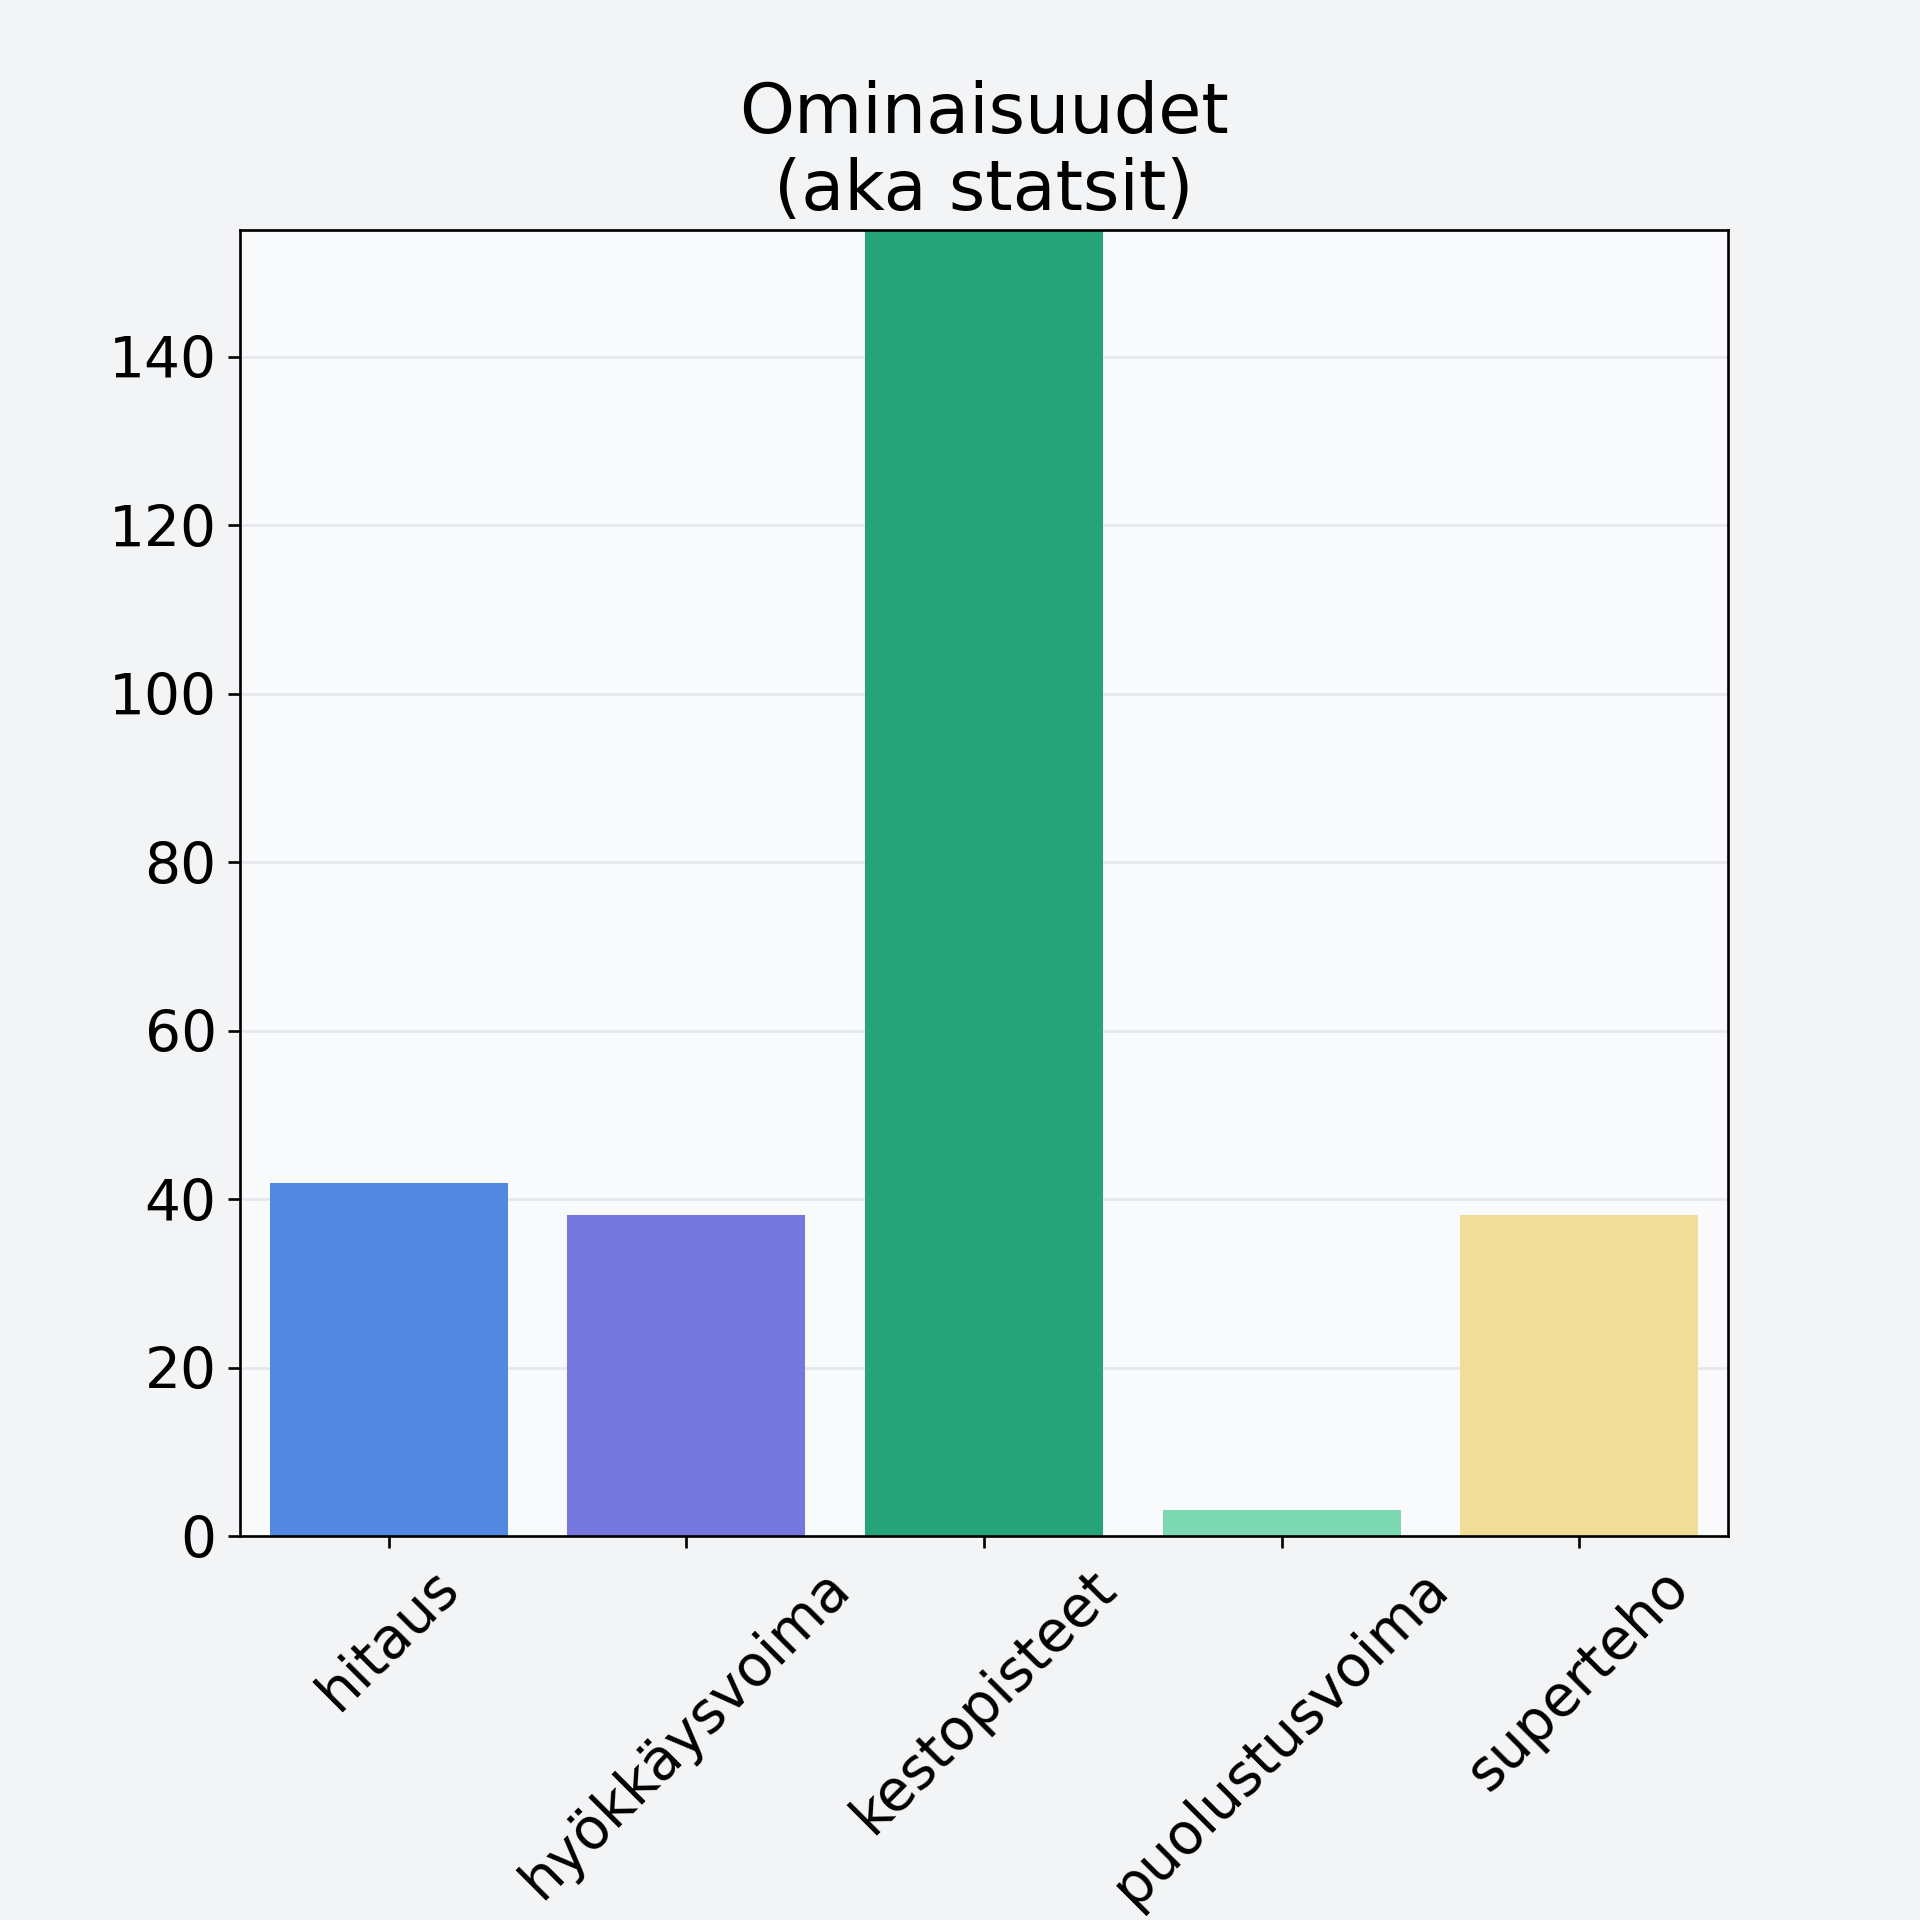 Ominaisuudet
(aka statsit)
140
120
100
80
60
40
20
0
hitaus
hyökkäysvoima
kestopisteet
puolustusvoima
superteho